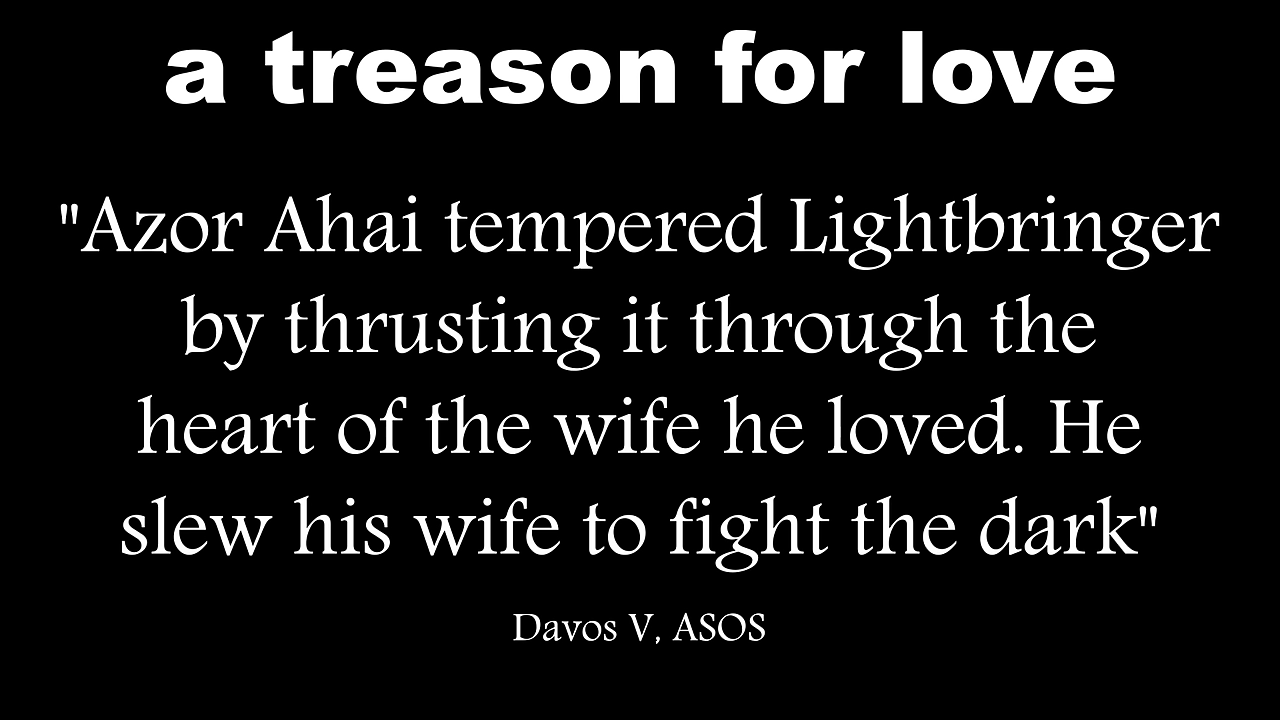 a treason for love
"Azor Ahai tempered Lightbringer
by thrusting it through the
heart of the wife he loved. He
slew his wife to fight the dark"
Davos V, ASOS